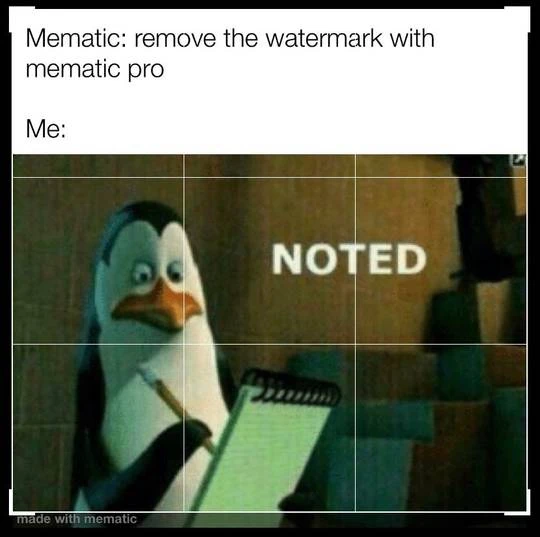 Mematic: remove the watermark with
mematic pro
Me:
NOTED
made with mematic